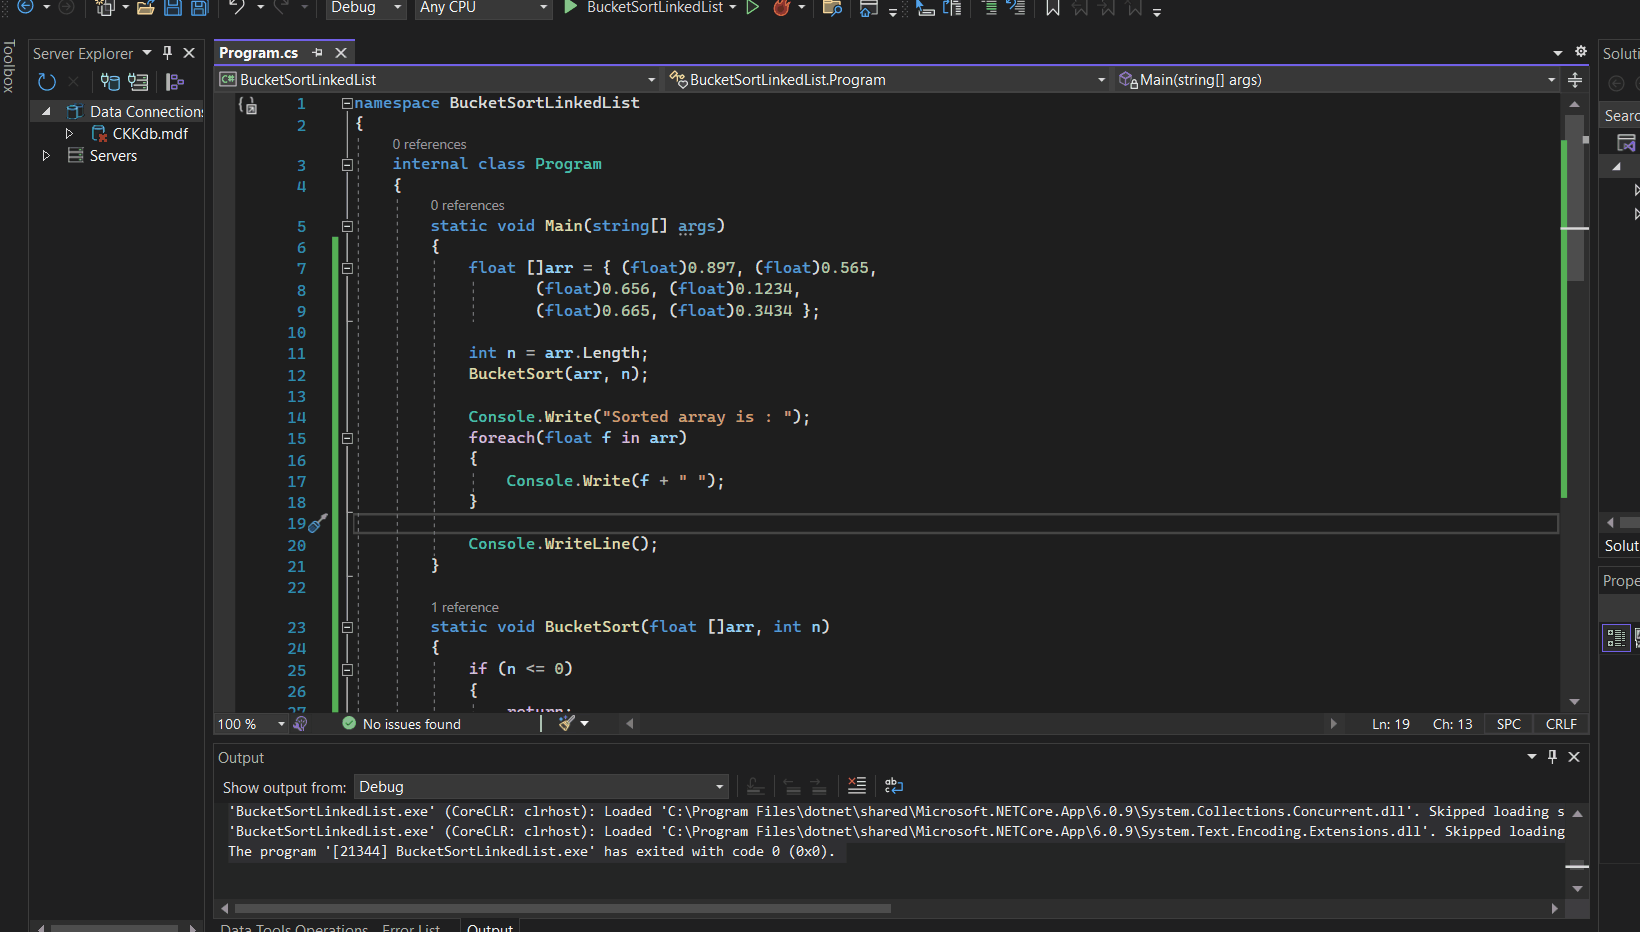 Debug Any CPU BucketSortLinkedList
Toolbox
Server Explorer
Data Connections
CKKdb.mdf
Servers
Program.cs
C# BucketSortLinkedList BucketSortLinkedList.Program Main(string[] args)
1 namespace BucketSortLinkedList
2 {
0 references
3 internal class Program
4 {
0 references
5 static void Main(string[] args)
6 {
7 float []arr = { (float)0.897, (float)0.565,
8 (float)0.656, (float)0.1234,
9 (float)0.665, (float)0.3434 };
10
11 int n = arr.Length;
12 BucketSort(arr, n);
13
14 Console.Write("Sorted array is : ");
15 foreach(float f in arr)
16 {
17 Console.Write(f + " ");
18 }
19
20 Console.WriteLine();
21 }
22
1 reference
23 static void BucketSort(float []arr, int n)
24 {
25 if (n <= 0)
26 {
27 return;
100 % No issues found Ln: 19 Ch: 13 SPC CRLF
Output
Show output from: Debug
'BucketSortLinkedList.exe' (CoreCLR: clrhost): Loaded 'C:\Program Files\dotnet\shared\Microsoft.NETCore.App\6.0.9\System.Collections.Concurrent.dll'. Skipped loading s
'BucketSortLinkedList.exe' (CoreCLR: clrhost): Loaded 'C:\Program Files\dotnet\shared\Microsoft.NETCore.App\6.0.9\System.Text.Encoding.Extensions.dll'. Skipped loading
The program '[21344] BucketSortLinkedList.exe' has exited with code 0 (0x0).
Data Tools Operations Error List Output
Soluti
Searc
Solut
Prope